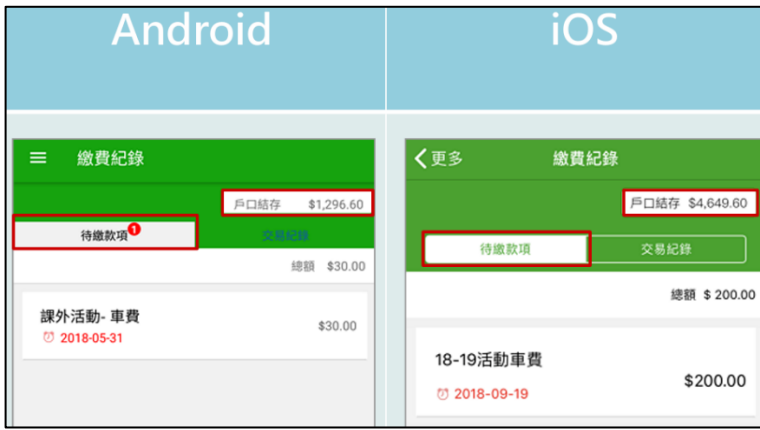 Android
iOS
繳費紀錄
戶口結存 $1,296.60
待繳款項 1
交易紀錄
總額 $30.00
課外活動- 車費
$30.00
2018-05-31
更多
繳費紀錄
戶口結存 $4,649.60
待繳款項
交易紀錄
總額 $ 200.00
18-19活動車費
$200.00
2018-09-19